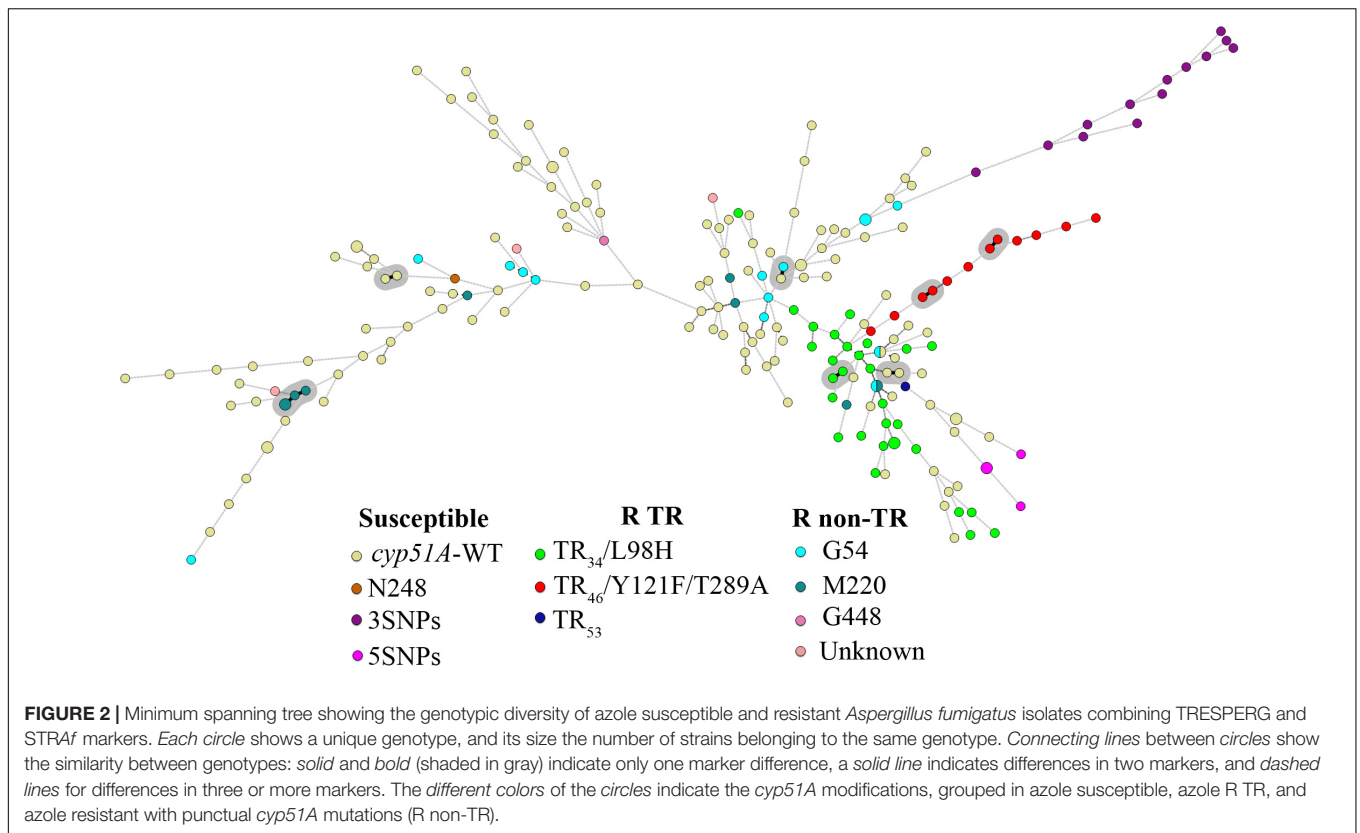 Susceptible
cyp51A-WT
N248
3SNPs
5SNPs
R TR
TR34/L98H
TR46/Y121F/T289A
TR53
R non-TR
G54
M220
G448
Unknown
FIGURE 2 | Minimum spanning tree showing the genotypic diversity of azole susceptible and resistant Aspergillus fumigatus isolates combining TRESPERG and
STRAf markers. Each circle shows a unique genotype, and its size the number of strains belonging to the same genotype. Connecting lines between circles show
the similarity between genotypes: solid and bold (shaded in gray) indicate only one marker difference, a solid line indicates differences in two markers, and dashed
lines for differences in three or more markers. The different colors of the circles indicate the cyp51A modifications, grouped in azole susceptible, azole R TR, and
azole resistant with punctual cyp51A mutations (R non-TR).